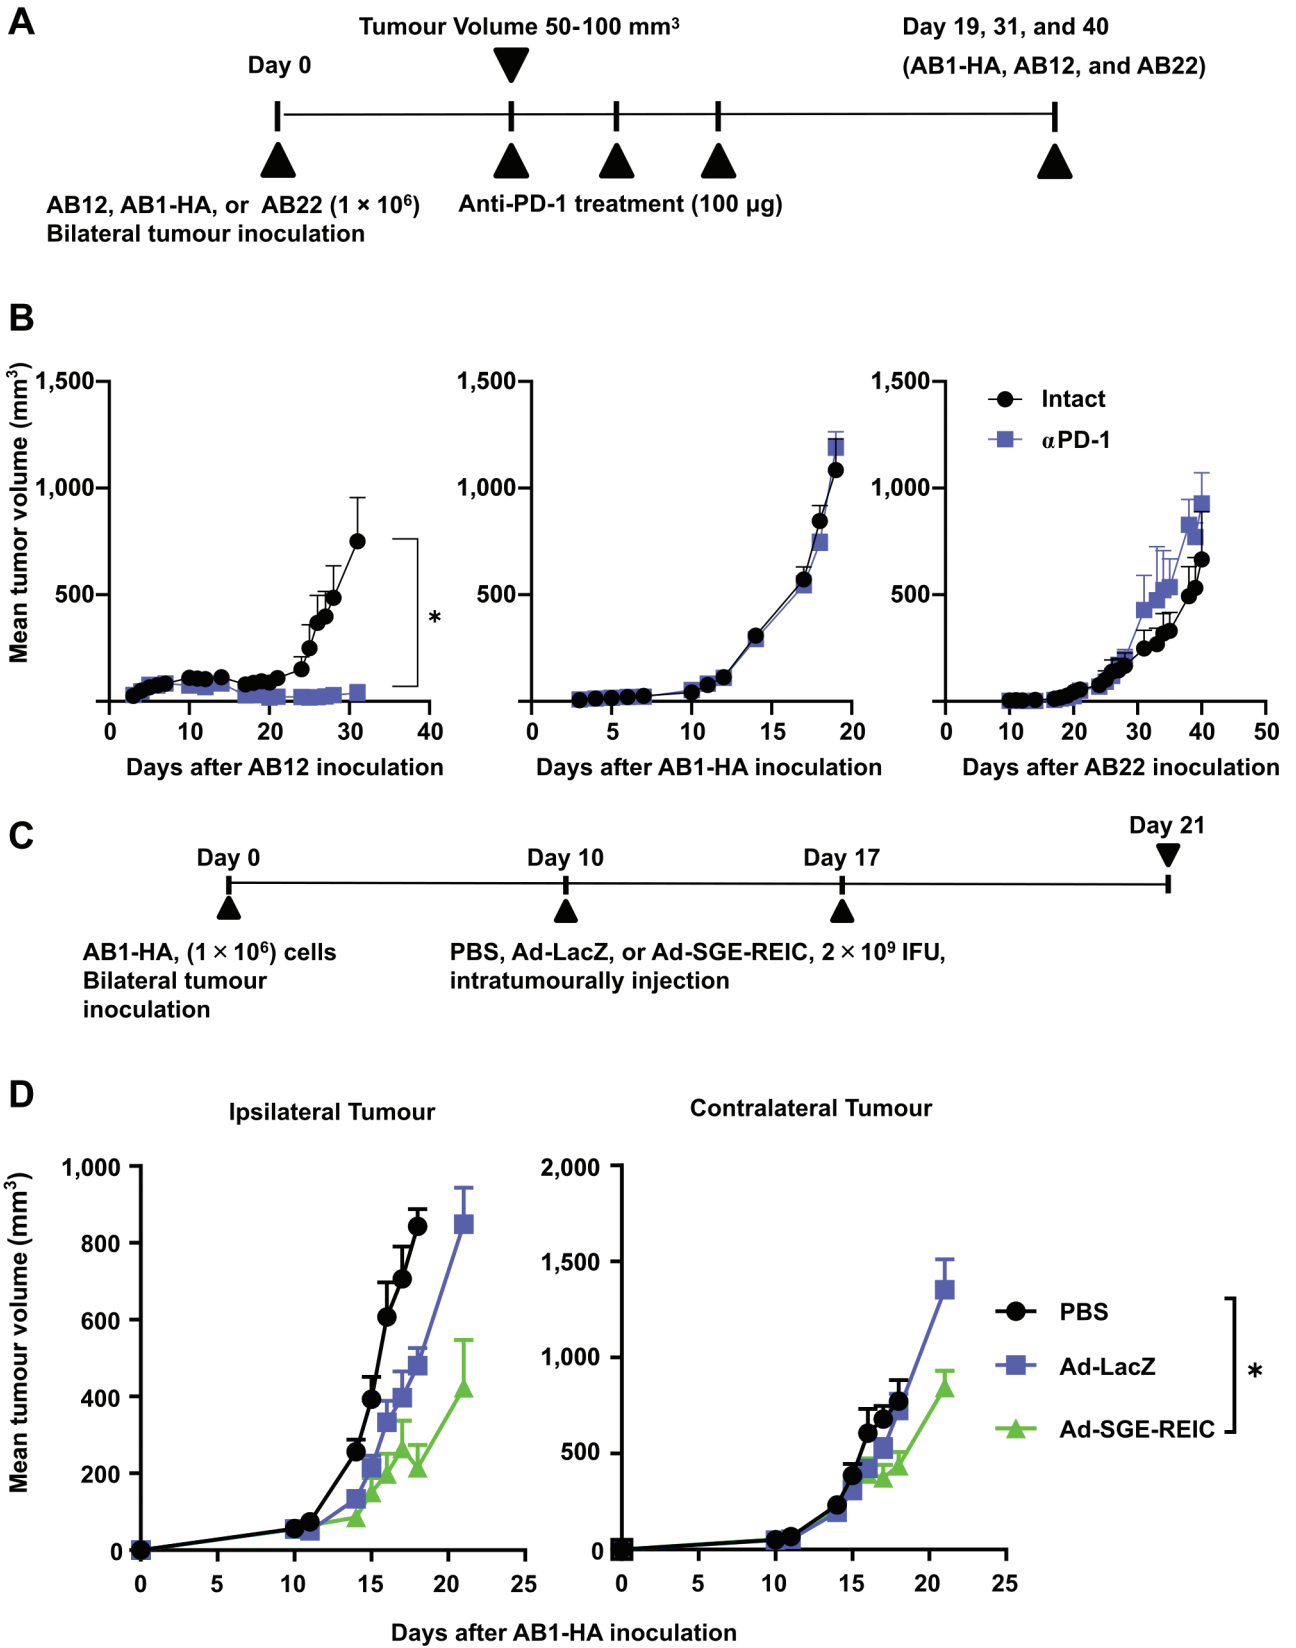 A
Tumour Volume 50-100 mm³
Day 19, 31, and 40
Day 0
(AB1-HA, AB12, and AB22)
AB12, AB1-HA, or AB22 (1 × 10⁶)
Bilateral tumour inoculation
Anti-PD-1 treatment (100 µg)
B
Mean tumor volume (mm³)
1,500
1,000
500
*
0 10 20 30 40
Days after AB12 inoculation
1,500
1,000
500
0 5 10 15 20
Days after AB1-HA inoculation
1,500
1,000
500
Intact
αPD-1
0 10 20 30 40 50
Days after AB22 inoculation
C
Day 0
Day 10
Day 17
Day 21
AB1-HA, (1 × 10⁶) cells
Bilateral tumour
inoculation
PBS, Ad-LacZ, or Ad-SGE-REIC, 2 × 10⁹ IFU,
intratumourally injection
D
Ipsilateral Tumour
Mean tumour volume (mm³)
1,000
800
600
400
200
0
0 5 10 15 20 25
Contralateral Tumour
2,000
1,500
1,000
500
0
0 5 10 15 20 25
PBS
Ad-LacZ
Ad-SGE-REIC
*
Days after AB1-HA inoculation